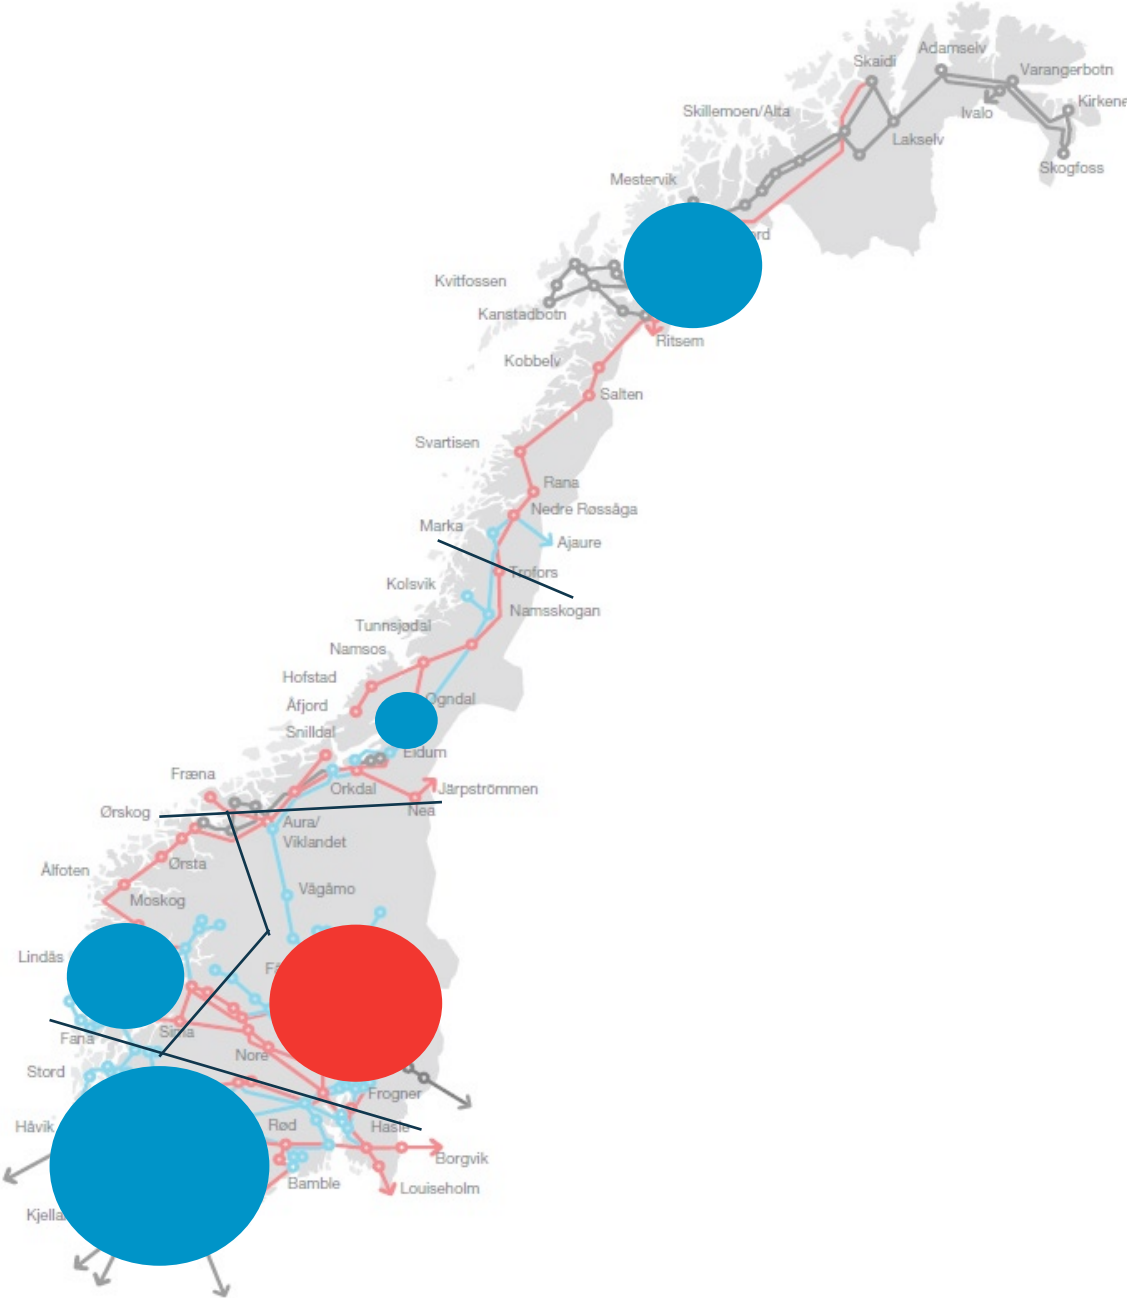 Adamselv
Skaidi
Varangerbotn
Kirkene
Skillemoen/Alta
Ivalo
Lakselv
Skogfoss
Mestervik
Kvitfossen
Kanstadbotn
Ritsem
Kobbelv
Salten
Svartisen
Rana
Nedre Røssåga
Marka
Ajaure
Trofors
Kolsvik
Namsskogan
Tunnsjødal
Namsos
Hofstad
Åfjord
Ogndal
Snilldal
Eidum
Fræna
Orkdal
Järpströmmen
Ørskog
Nea
Aura/
Viklandet
Ørsta
Ålfoten
Vågåmo
Moskog
Lindås
Sima
Fana
Nore
Stord
Frogner
Håvik
Rød
Hasle
Borgvik
Bamble
Louiseholm